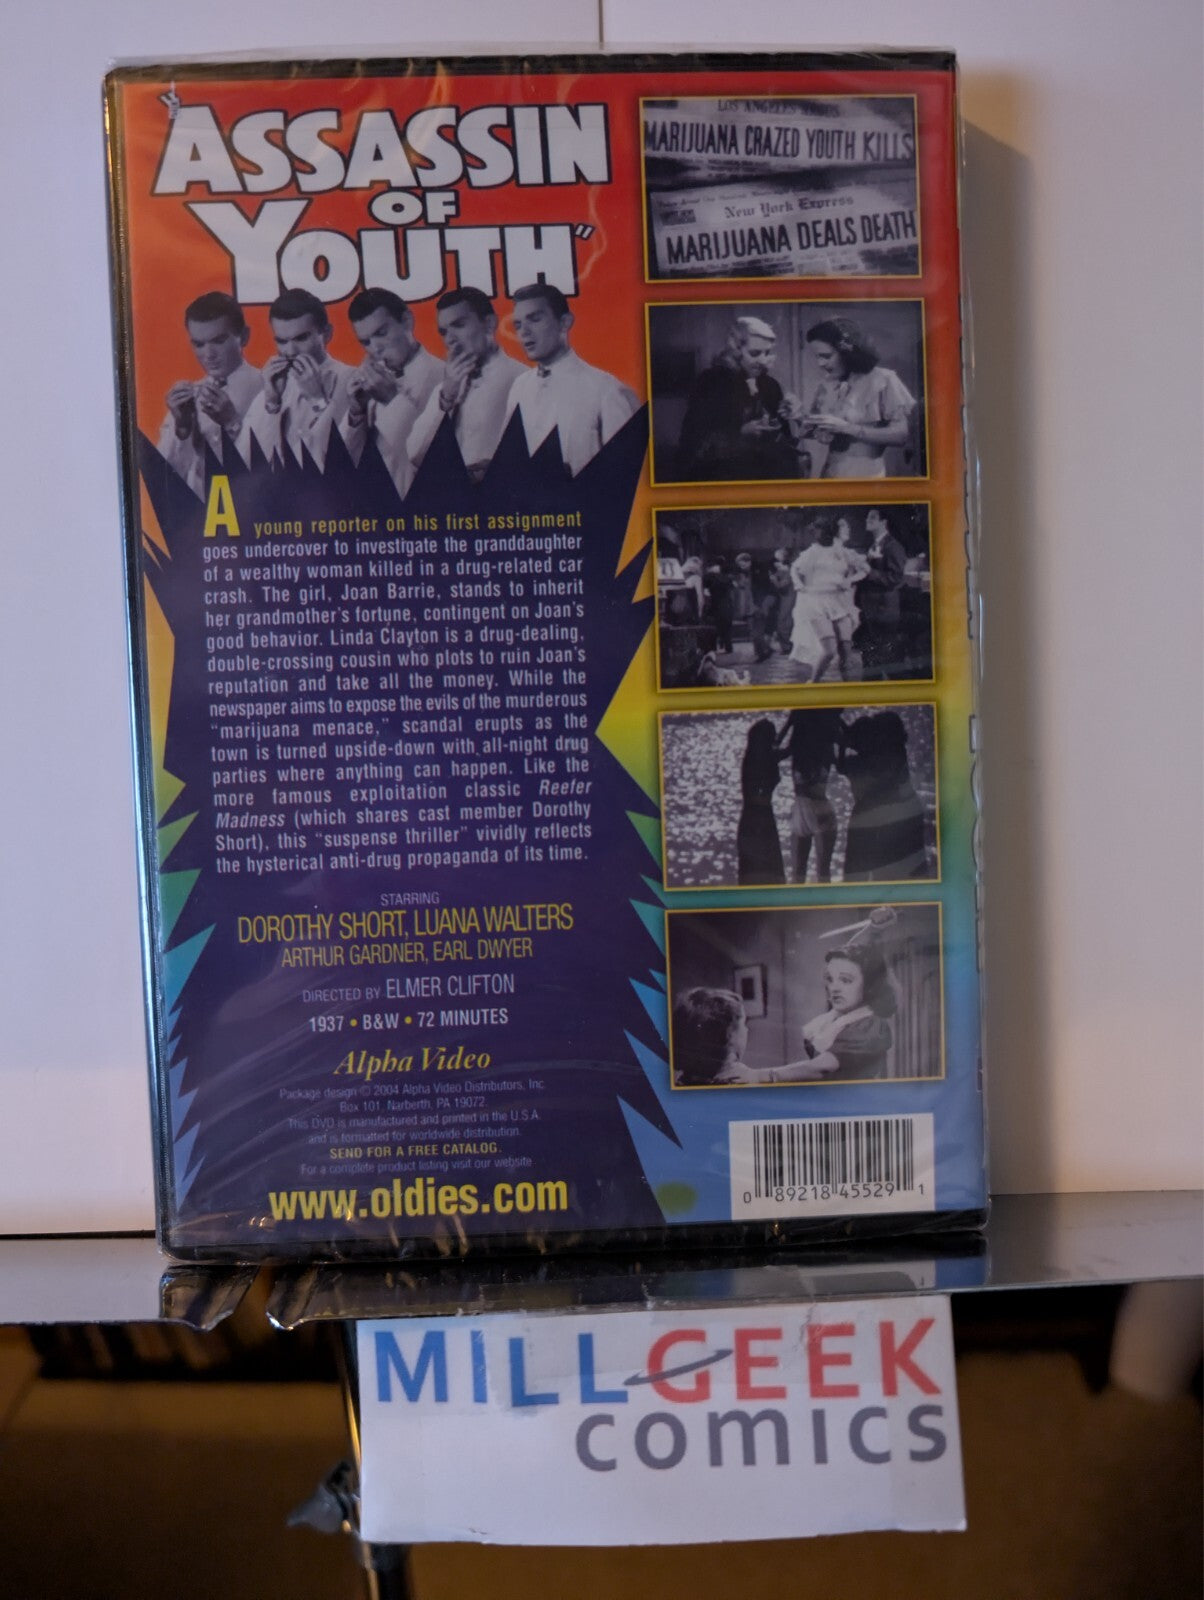 "ASSASSIN
OF
YOUTH"
LOS ANGELES
MARIJUANA CRAZED YOUTH KILLS
New York Express
MARIJUANA DEALS DEATH
A young reporter on his first assignment
goes undercover to investigate the granddaughter
of a wealthy woman killed in a drug-related car
crash. The girl, Joan Barrie, stands to inherit
her grandmother's fortune, contingent on Joan's
good behavior. Linda Clayton is a drug-dealing,
double-crossing cousin who plots to ruin Joan's
reputation and take all the money. While the
newspaper aims to expose the evils of the murderous
"marijuana menace," scandal erupts as the
town is turned upside-down with all-night drug
parties where anything can happen. Like the
more famous exploitation classic Reefer
Madness (which shares cast member Dorothy
Short), this "suspense thriller" vividly reflects
the hysterical anti-drug propaganda of its time.
STARRING
DOROTHY SHORT, LUANA WALTERS
ARTHUR GARDNER, EARL DWYER
DIRECTED BY ELMER CLIFTON
1937 • B&W • 72 MINUTES
Alpha Video
Package design © 2004 Alpha Video Distributors, Inc.
Box 101, Narberth, PA 19072.
This DVD is manufactured and printed in the U.S.A.
and is formatted for worldwide distribution.
SEND FOR A FREE CATALOG.
For a complete product listing visit our website
www.oldies.com
0 89218 45529 1
MILLGEEK
comics